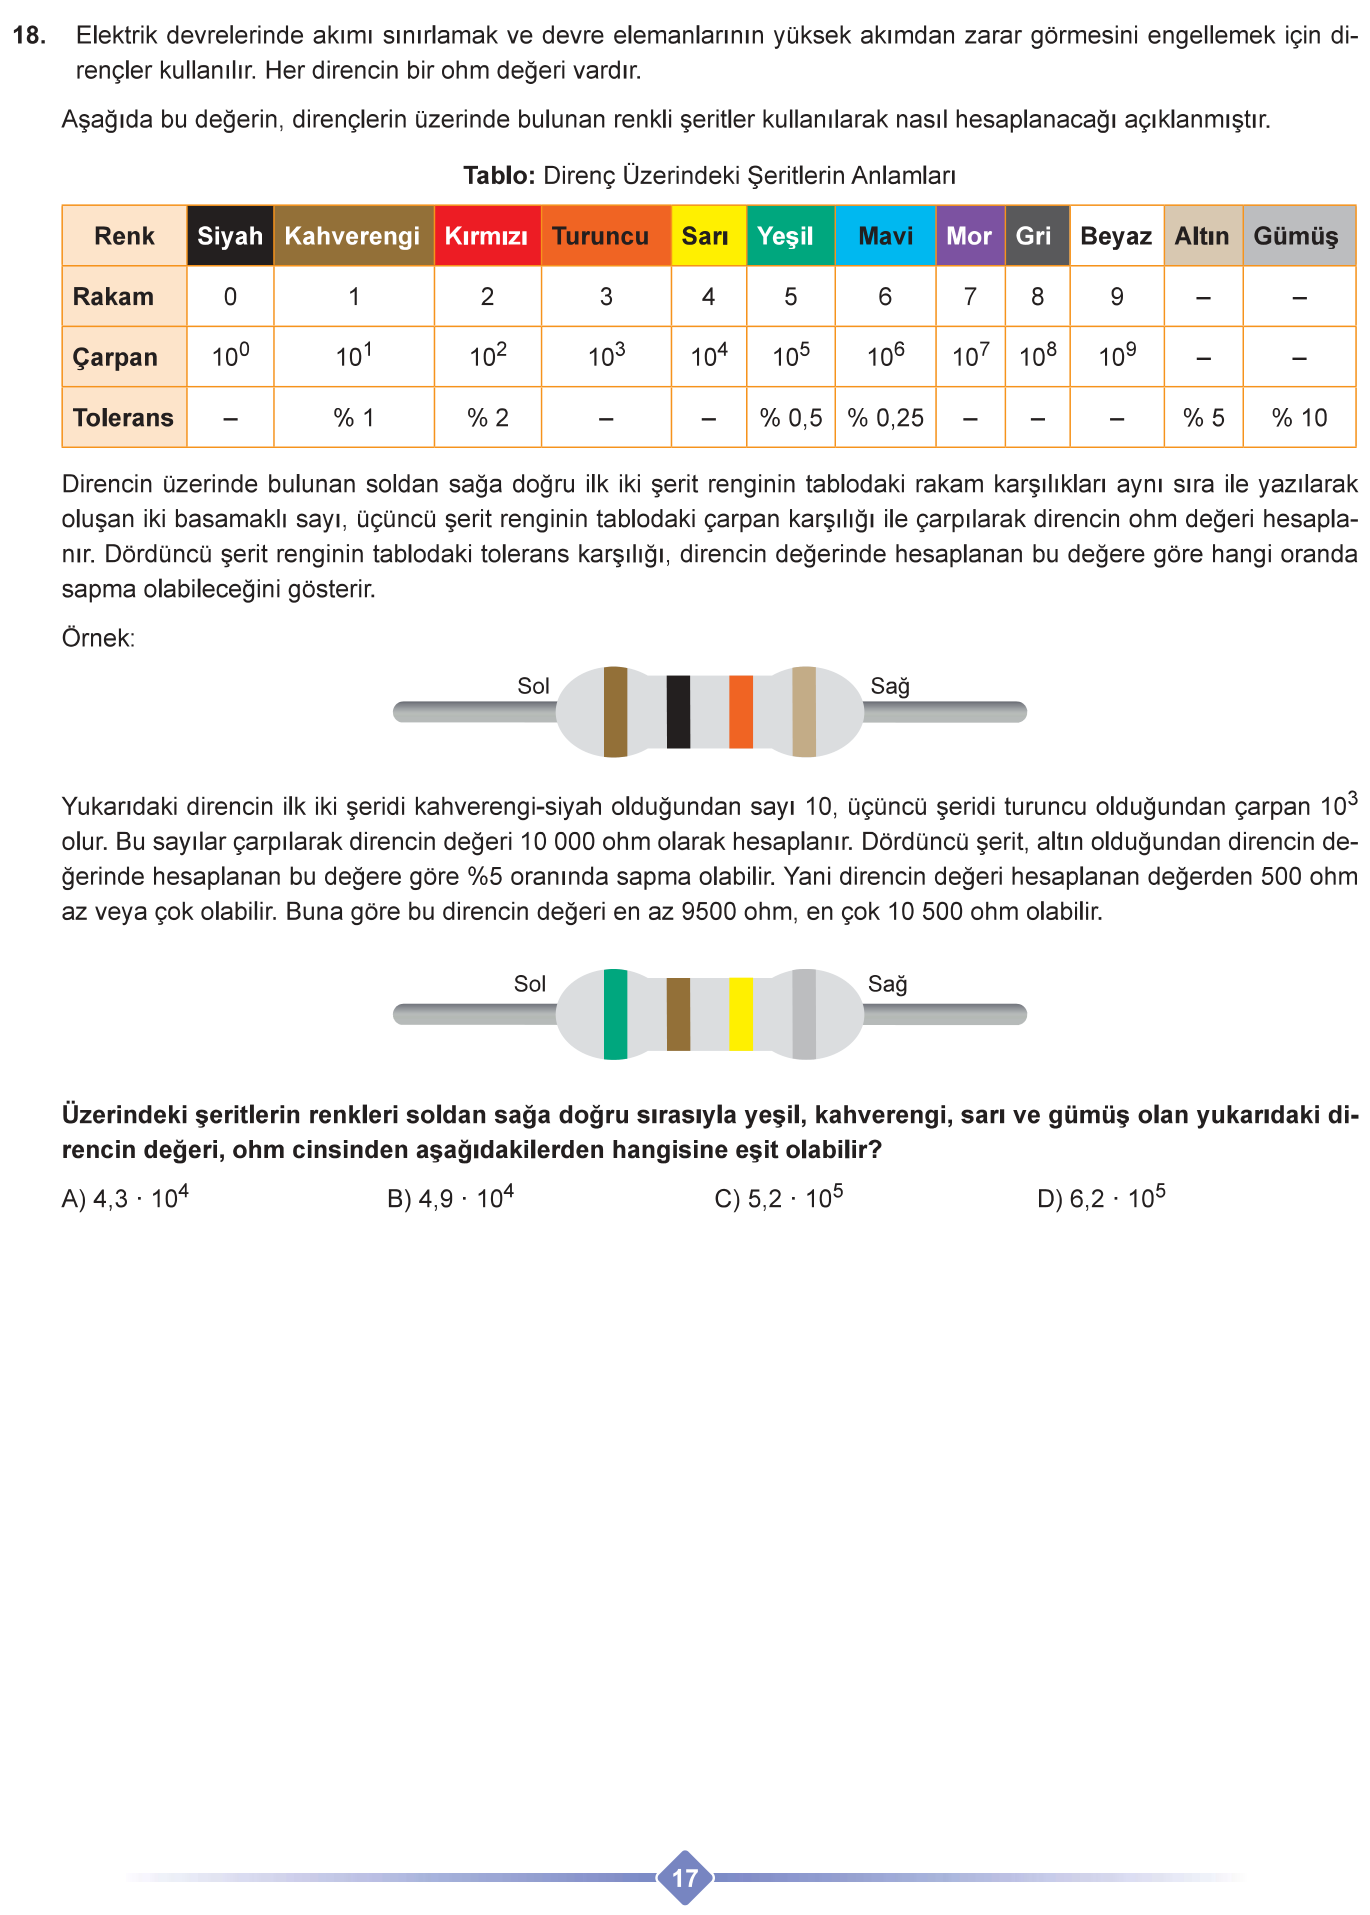 18. Elektrik devrelerinde akımı sınırlamak ve devre elemanlarının yüksek akımdan zarar görmesini engellemek için di-
rençler kullanılır. Her direncin bir ohm değeri vardır.
Aşağıda bu değerin, dirençlerin üzerinde bulunan renkli şeritler kullanılarak nasıl hesaplanacağı açıklanmıştır.
Tablo: Direnç Üzerindeki Şeritlerin Anlamları
Renk Siyah Kahverengi Kırmızı Turuncu Sarı Yeşil Mavi Mor Gri Beyaz Altın Gümüş
Rakam 0 1 2 3 4 5 6 7 8 9 – –
Çarpan 10⁰ 10¹ 10² 10³ 10⁴ 10⁵ 10⁶ 10⁷ 10⁸ 10⁹ – –
Tolerans – % 1 % 2 – – % 0,5 % 0,25 – – – % 5 % 10
Direncin üzerinde bulunan soldan sağa doğru ilk iki şerit renginin tablodaki rakam karşılıkları aynı sıra ile yazılarak
oluşan iki basamaklı sayı, üçüncü şerit renginin tablodaki çarpan karşılığı ile çarpılarak direncin ohm değeri hesapla-
nır. Dördüncü şerit renginin tablodaki tolerans karşılığı, direncin değerinde hesaplanan bu değere göre hangi oranda
sapma olabileceğini gösterir.
Örnek:
Sol Sağ
Yukarıdaki direncin ilk iki şeridi kahverengi-siyah olduğundan sayı 10, üçüncü şeridi turuncu olduğundan çarpan 10³
olur. Bu sayılar çarpılarak direncin değeri 10 000 ohm olarak hesaplanır. Dördüncü şerit, altın olduğundan direncin de-
ğerinde hesaplanan bu değere göre %5 oranında sapma olabilir. Yani direncin değeri hesaplanan değerden 500 ohm
az veya çok olabilir. Buna göre bu direncin değeri en az 9500 ohm, en çok 10 500 ohm olabilir.
Sol Sağ
Üzerindeki şeritlerin renkleri soldan sağa doğru sırasıyla yeşil, kahverengi, sarı ve gümüş olan yukarıdaki di-
rencin değeri, ohm cinsinden aşağıdakilerden hangisine eşit olabilir?
A) 4,3 · 10⁴ B) 4,9 · 10⁴ C) 5,2 · 10⁵ D) 6,2 · 10⁵
17